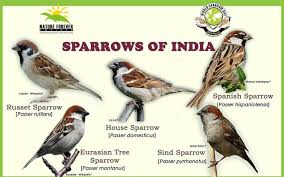 NATURE FOREVER
SPARROWS OF INDIA
Russet Sparrow
[Passer rutilans]
House Sparrow
[Passer domesticus]
Spanish Sparrow
[Passer hispaniolensis]
Eurasian Tree
Sparrow
[Passer montanus]
Sind Sparrow
[Passer pyrrhonotus]